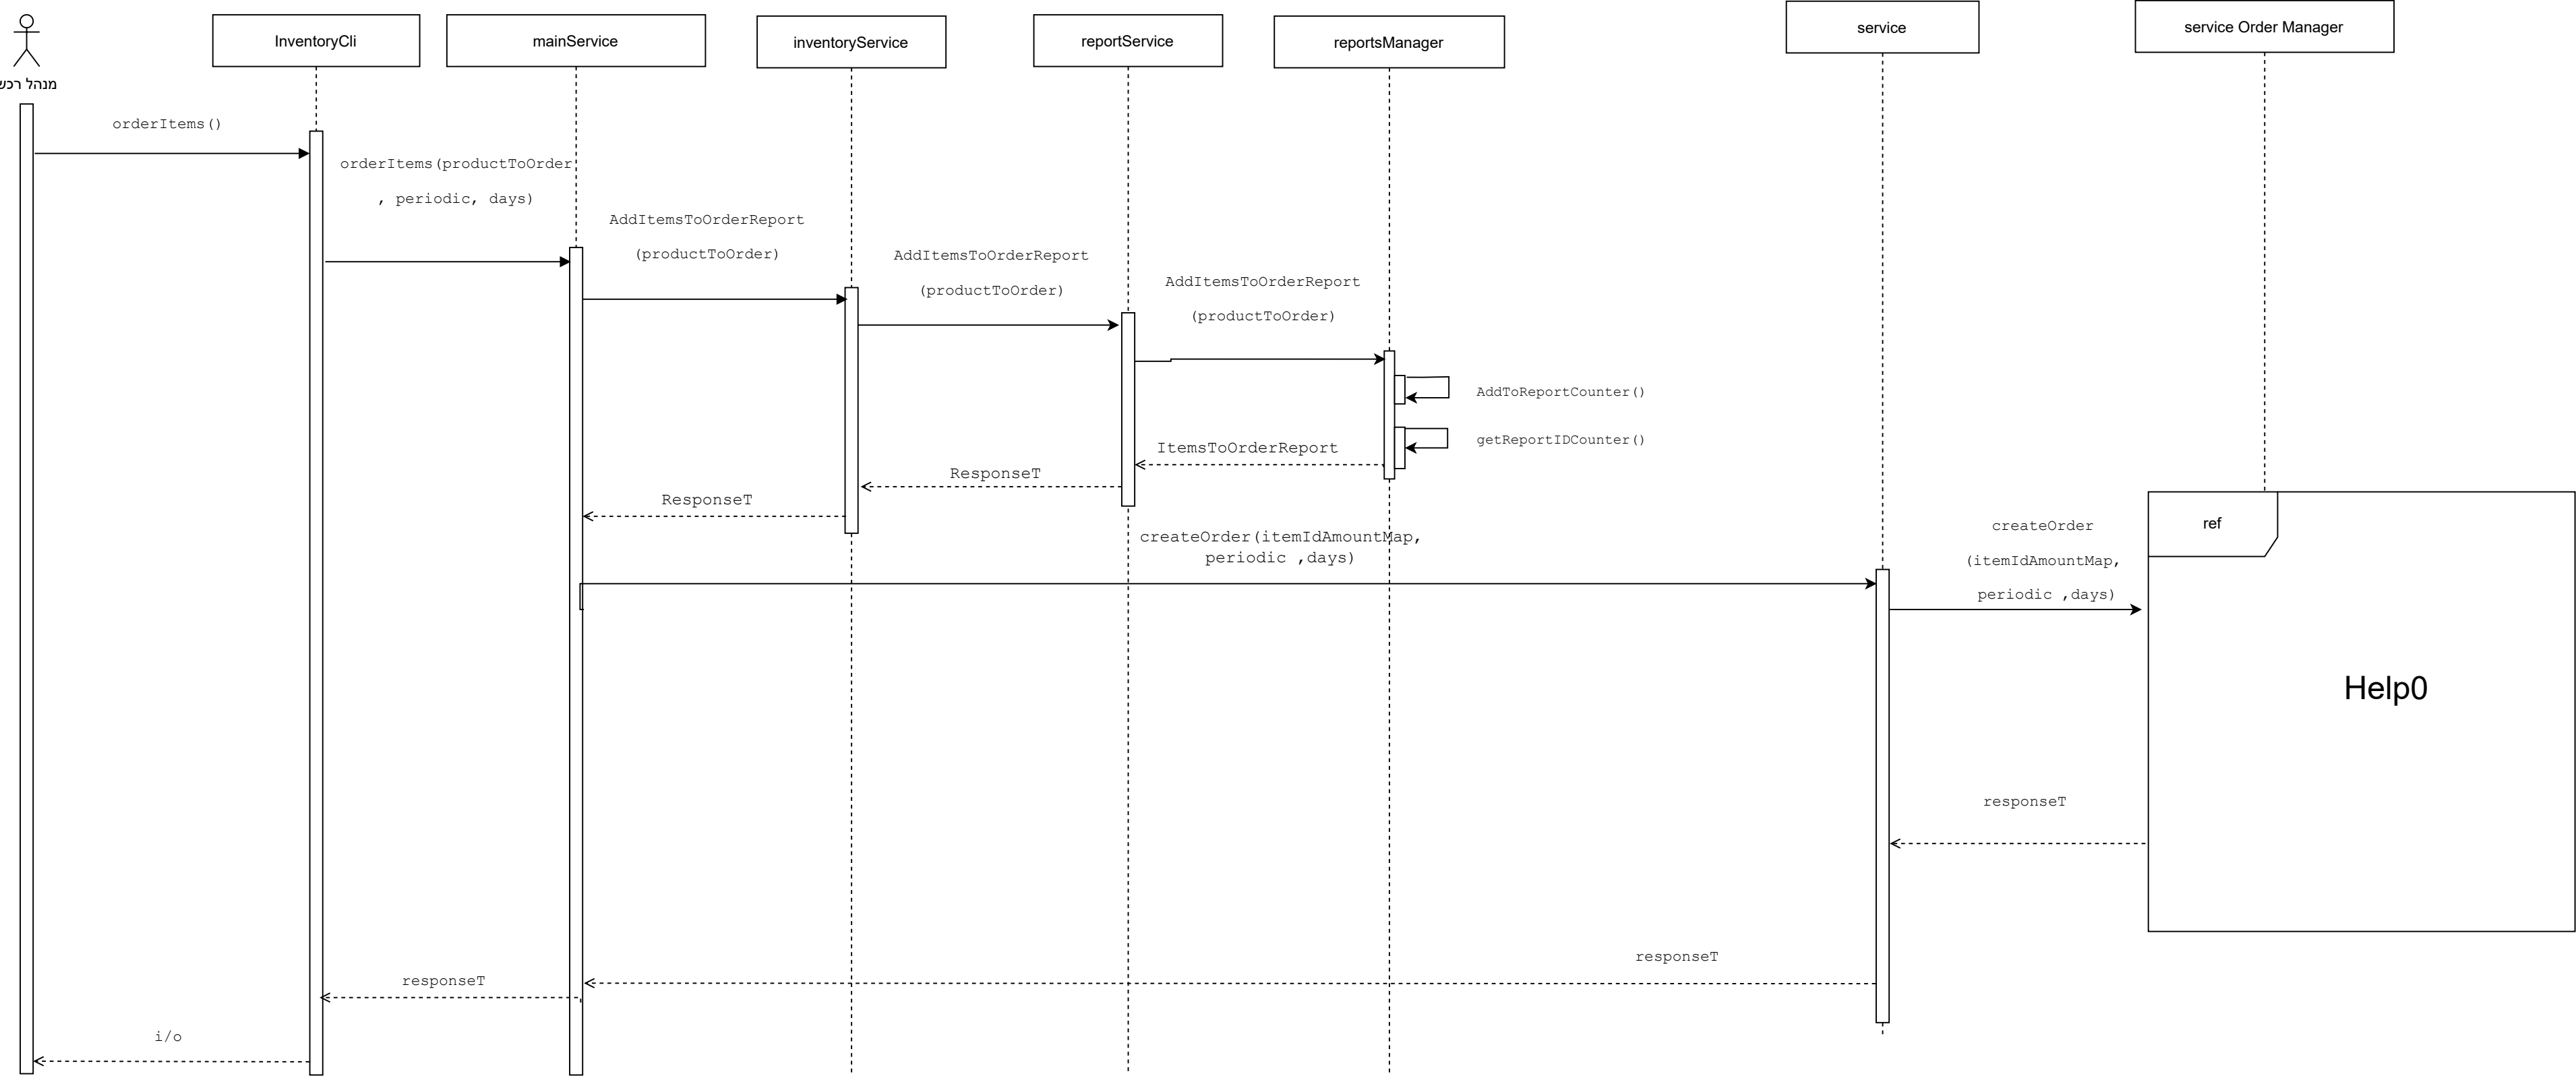 InventoryCli
mainService
inventoryService
reportService
reportsManager
service
service Order Manager
מנהל רכש
orderItems()
orderItems(productToOrder
, periodic, days)
AddItemsToOrderReport
(productToOrder)
AddItemsToOrderReport
(productToOrder)
AddItemsToOrderReport
(productToOrder)
AddToReportCounter()
getReportIDCounter()
ItemsToOrderReport
ResponseT
ResponseT
createOrder(itemIdAmountMap,
periodic ,days)
createOrder
(itemIdAmountMap,
periodic ,days)
ref
Help0
responseT
responseT
responseT
i/o